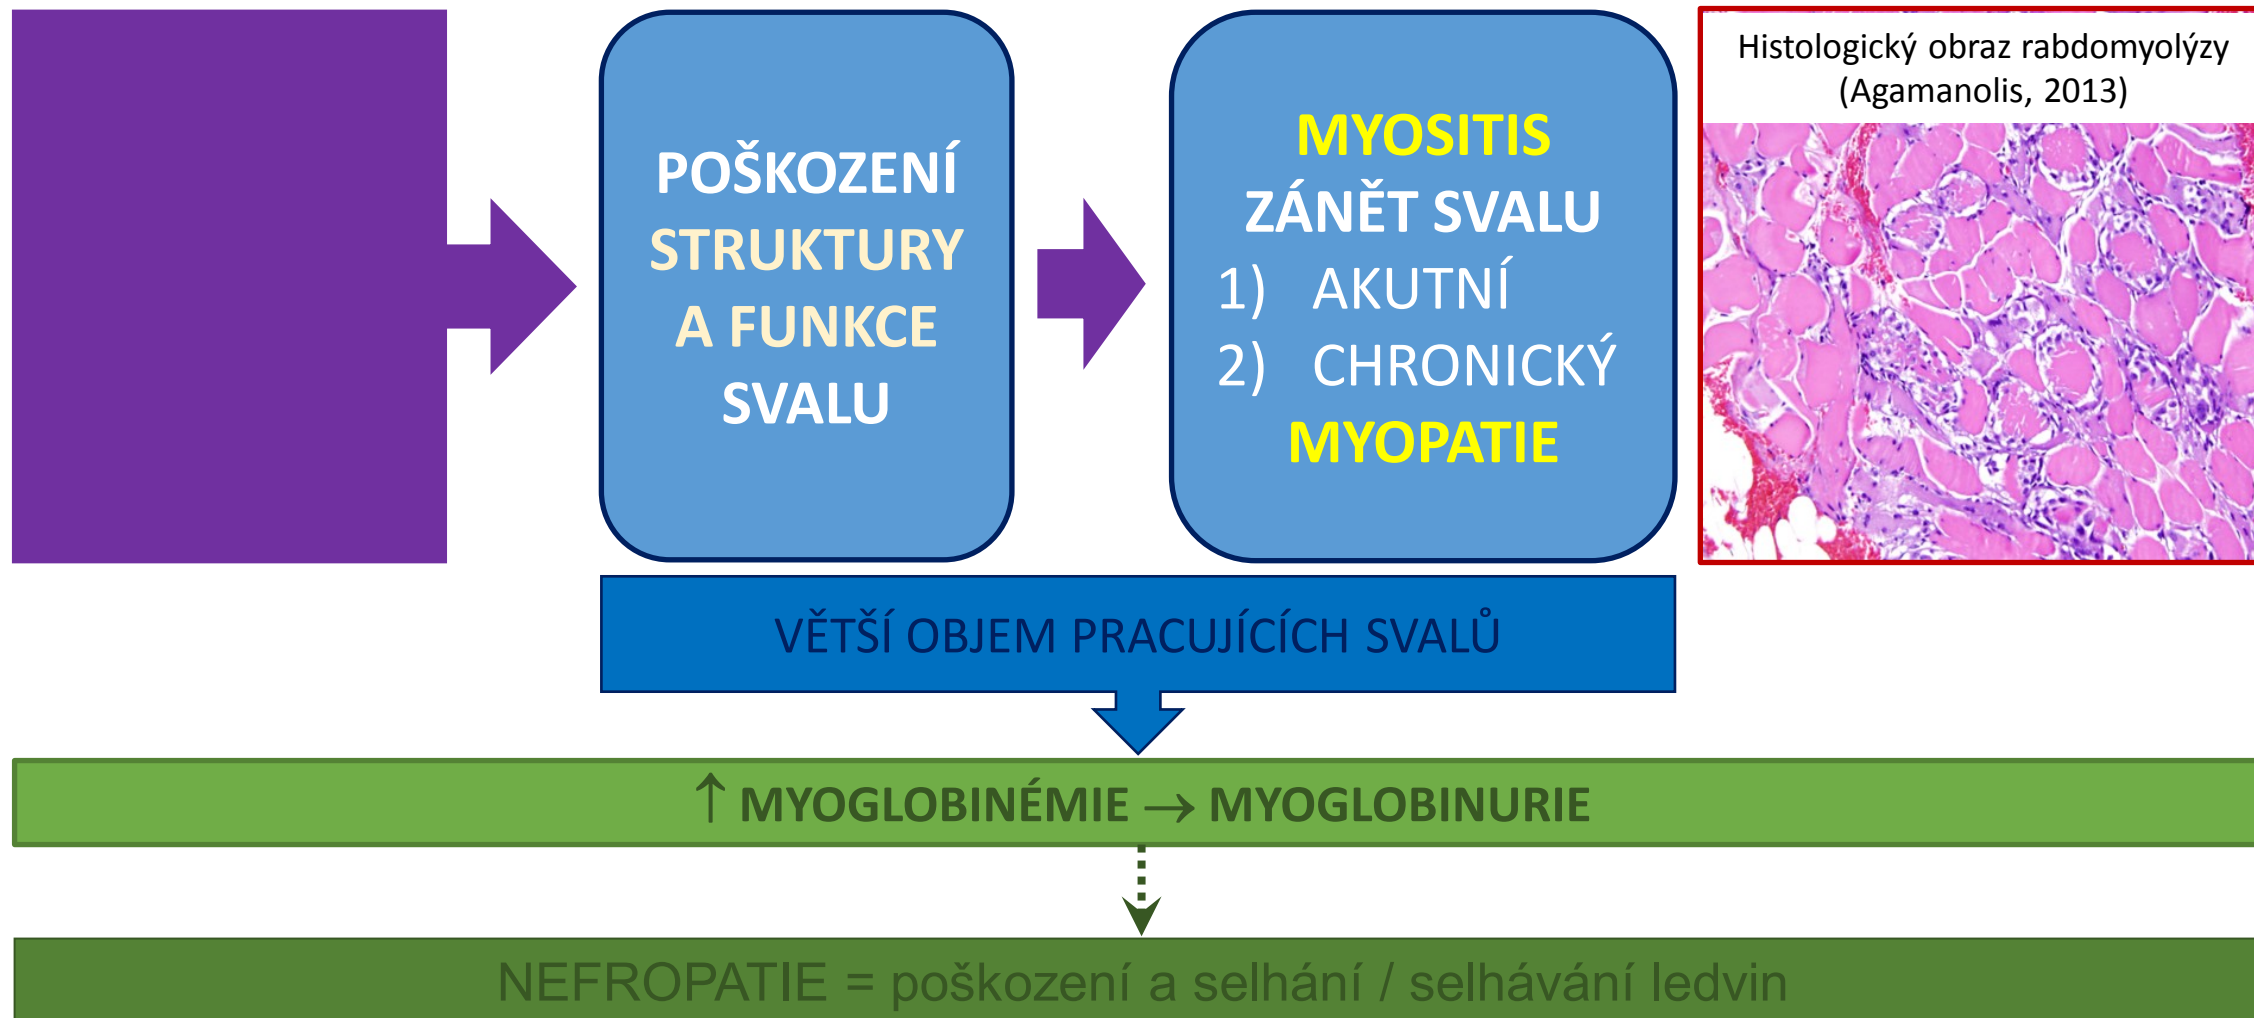 POŠKOZENÍ
STRUKTURY
A FUNKCE
SVALU
MYOSITIS
ZÁNĚT SVALU
1) AKUTNÍ
2) CHRONICKÝ
MYOPATIE
Histologický obraz rabdomyolýzy
(Agamanolis, 2013)
VĚTŠÍ OBJEM PRACUJÍCÍCH SVALŮ
↑ MYOGLOBINÉMIE → MYOGLOBINURIE
NEFROPATIE = poškození a selhání / selhávání ledvin